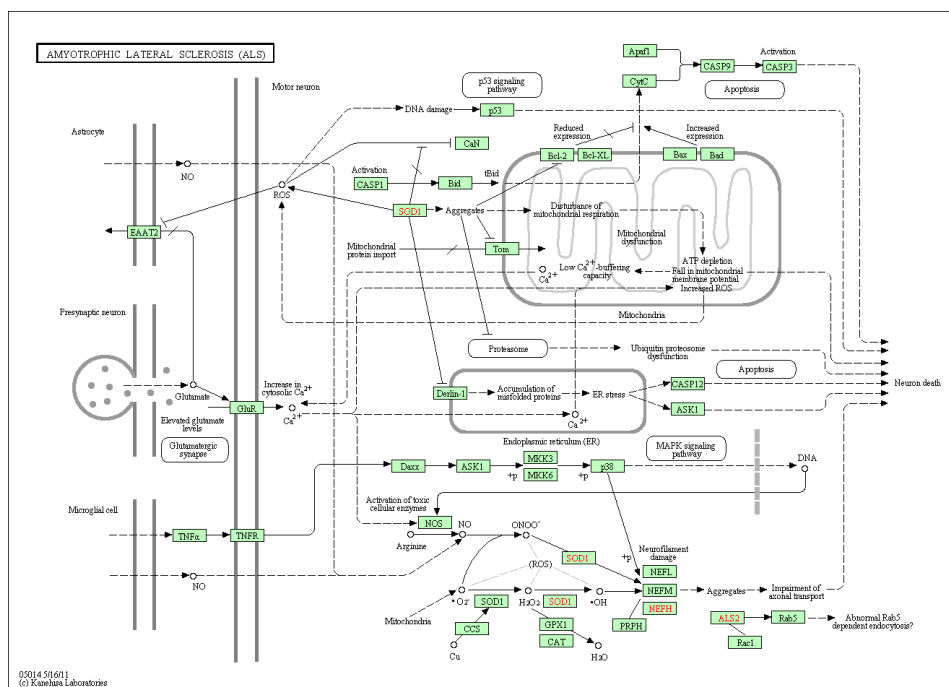 AMYOTROPHIC LATERAL SCLEROSIS (ALS)
Motor neuron
Astrocyte
NO
ROS
EAAT2
p53 signaling
pathway
DNA damage
p53
CaN
Activation
CASP1
Bid
tBid
SOD1
Aggregates
Mitochondrial
protein import
Tom
Apaf1
CytC
CASP9
Activation
CASP3
Apoptosis
Reduced
expression
Increased
expression
Bcl-2
Bcl-XL
Bax
Bad
Disturbance of
mitochondrial respiration
Mitochondrial
dysfunction
ATP depletion
Fall in mitochondrial
membrane potential
Increased ROS
Low Ca2+-buffering
capacity
Ca2+
Mitochondria
Presynaptic neuron
Glutamate
Elevated glutamate
levels
Glutamatergic
synapse
GluR
Increase in
cytosolic Ca2+
Ca2+
Proteasome
Ubiquitin proteosome
dysfunction
Derlin-1
Accumulation of
misfolded proteins
ER stress
Ca2+
CASP12
ASK1
Apoptosis
Neuron death
Endoplasmic reticulum (ER)
MAPK signaling
pathway
Daxx
ASK1
MKK3
MKK6
+p
+p
p38
DNA
Microglial cell
TNFα
TNFR
NO
Activation of toxic
cellular enzymes
NOS
NO
Arginine
ONOO-
(ROS)
SOD1
+p
Neurofilament
damage
NEFL
NEFM
NEFH
PRPH
Aggregates
Impairment of
axonal transport
Mitochondria
•O2-
SOD1
H2O2
SOD1
•OH
CCS
Cu
GPX1
CAT
H2O
ALS2
Rab5
Rac1
Abnormal Rab5
dependent endocytosis?
05014 5/16/11
(c) Kanehisa Laboratories